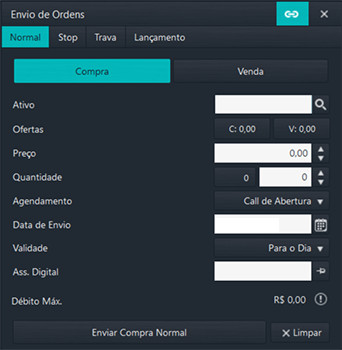 Envio de Ordens
Normal Stop Trava Lançamento
Compra Venda
Ativo
Ofertas C: 0,00 V: 0,00
Preço 0,00
Quantidade 0 0
Agendamento Call de Abertura
Data de Envio
Validade Para o Dia
Ass. Digital
Débito Máx. R$ 0,00
Enviar Compra Normal Limpar